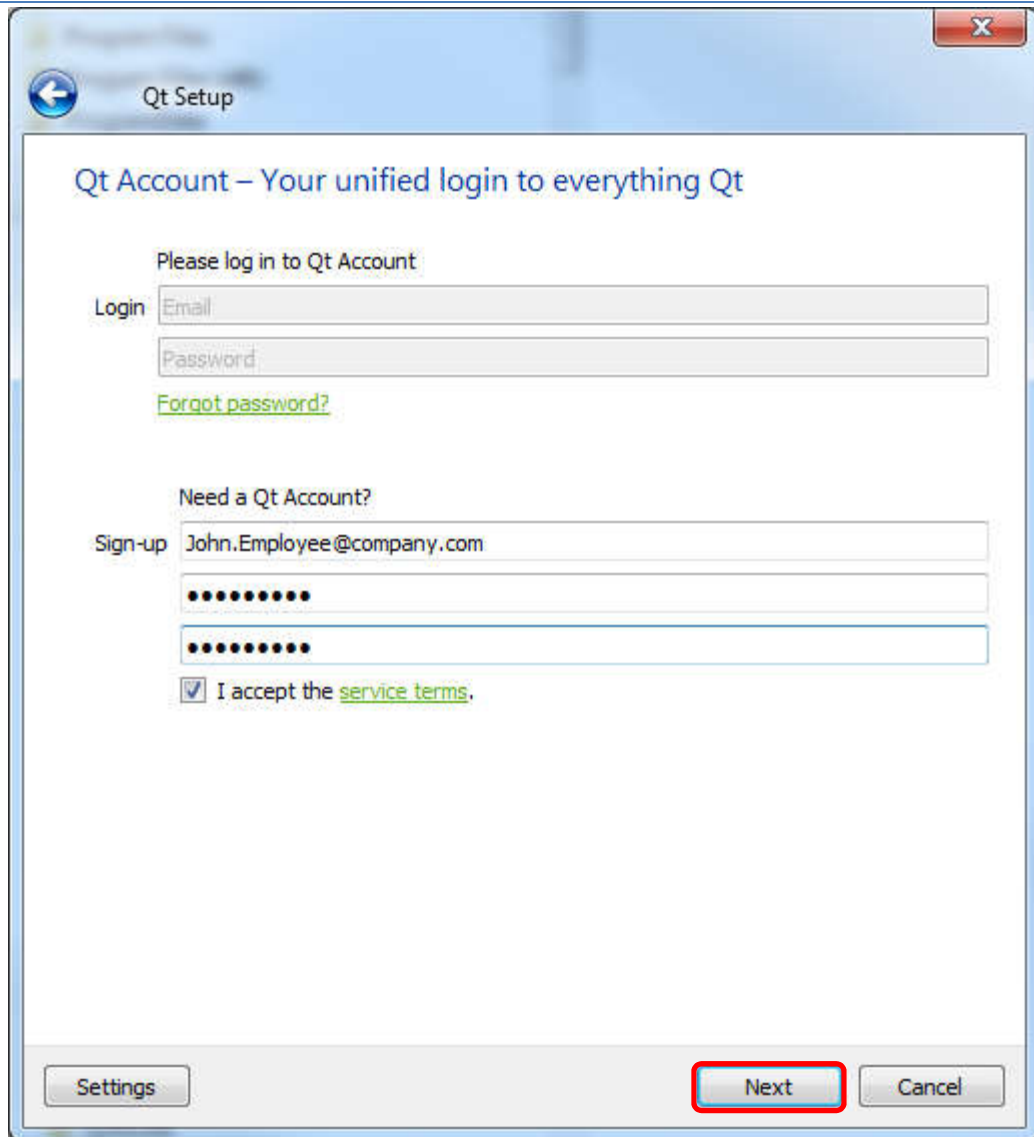 Qt Setup
Qt Account – Your unified login to everything Qt
Please log in to Qt Account
Login Email
Password
Forgot password?
Need a Qt Account?
Sign-up John.Employee@company.com
●●●●●●●●●
●●●●●●●●●
I accept the service terms.
Settings Next Cancel